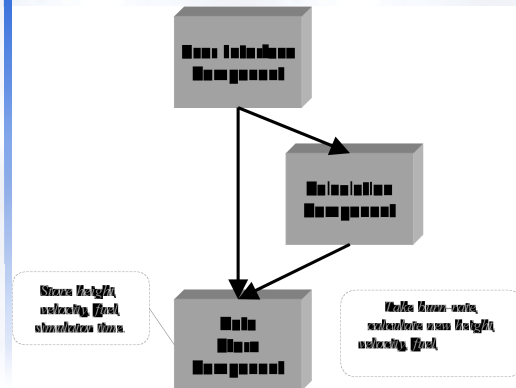 User Interface
Component
Calculation
Component
Store height,
velocity, fuel,
simulator time
Data
Store
Component
Take burn-rate,
calculate new height,
velocity, fuel,